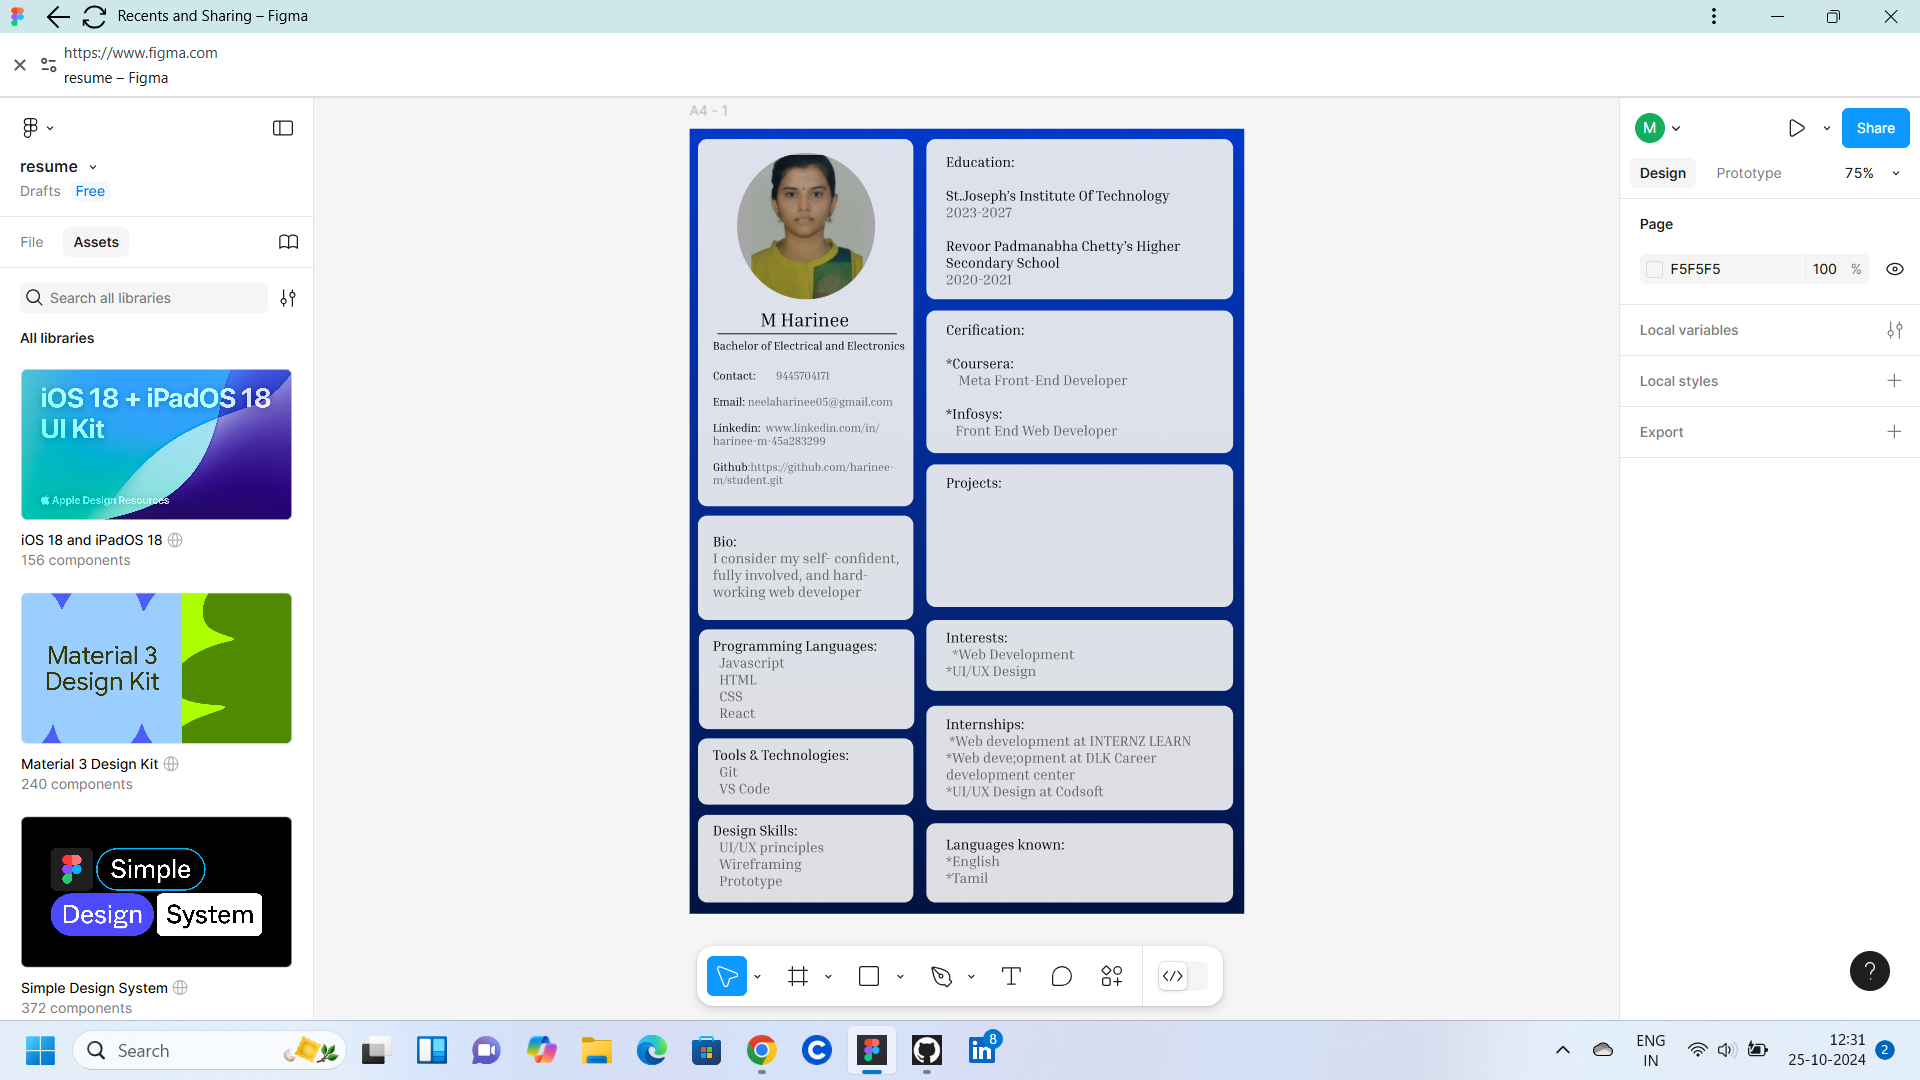 Recents and Sharing – Figma
https://www.figma.com
resume – Figma
resume
Drafts Free
File Assets
Search all libraries
All libraries
iOS 18 + iPadOS 18
UI Kit
Apple Design Resources
iOS 18 and iPadOS 18
156 components
Material 3
Design Kit
Material 3 Design Kit
240 components
Simple
Design System
Simple Design System
372 components
A4 - 1
M Harinee
Bachelor of Electrical and Electronics
Contact: 9445704171
Email: neelaharinee05@gmail.com
Linkedin: www.linkedin.com/in/
harinee-m-45a283299
Github:https://github.com/harinee-
m/student.git
Bio:
I consider my self- confident,
fully involved, and hard-
working web developer
Programming Languages:
Javascript
HTML
CSS
React
Tools & Technologies:
Git
VS Code
Design Skills:
UI/UX principles
Wireframing
Prototype
Education:
St.Joseph's Institute Of Technology
2023-2027
Revoor Padmanabha Chetty's Higher
Secondary School
2020-2021
Cerification:
*Coursera:
Meta Front-End Developer
*Infosys:
Front End Web Developer
Projects:
Interests:
*Web Development
*UI/UX Design
Internships:
*Web development at INTERNZ LEARN
*Web deve;opment at DLK Career
development center
*UI/UX Design at Codsoft
Languages known:
*English
*Tamil
M
Share
Design Prototype 75%
Page
F5F5F5 100 %
Local variables
Local styles
Export
?
Search
8
ENG
IN
12:31
25-10-2024
2